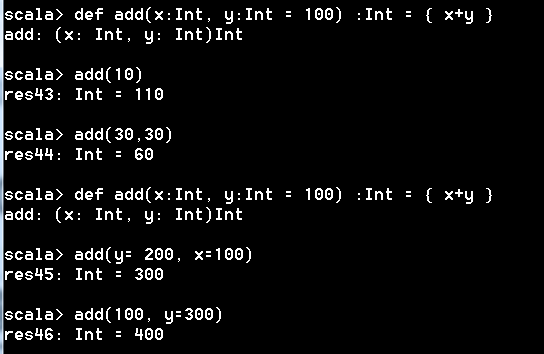 scala> def add(x:Int, y:Int = 100) :Int = { x+y }
add: (x: Int, y: Int)Int
scala> add(10)
res43: Int = 110
scala> add(30,30)
res44: Int = 60
scala> def add(x:Int, y:Int = 100) :Int = { x+y }
add: (x: Int, y: Int)Int
scala> add(y= 200, x=100)
res45: Int = 300
scala> add(100, y=300)
res46: Int = 400